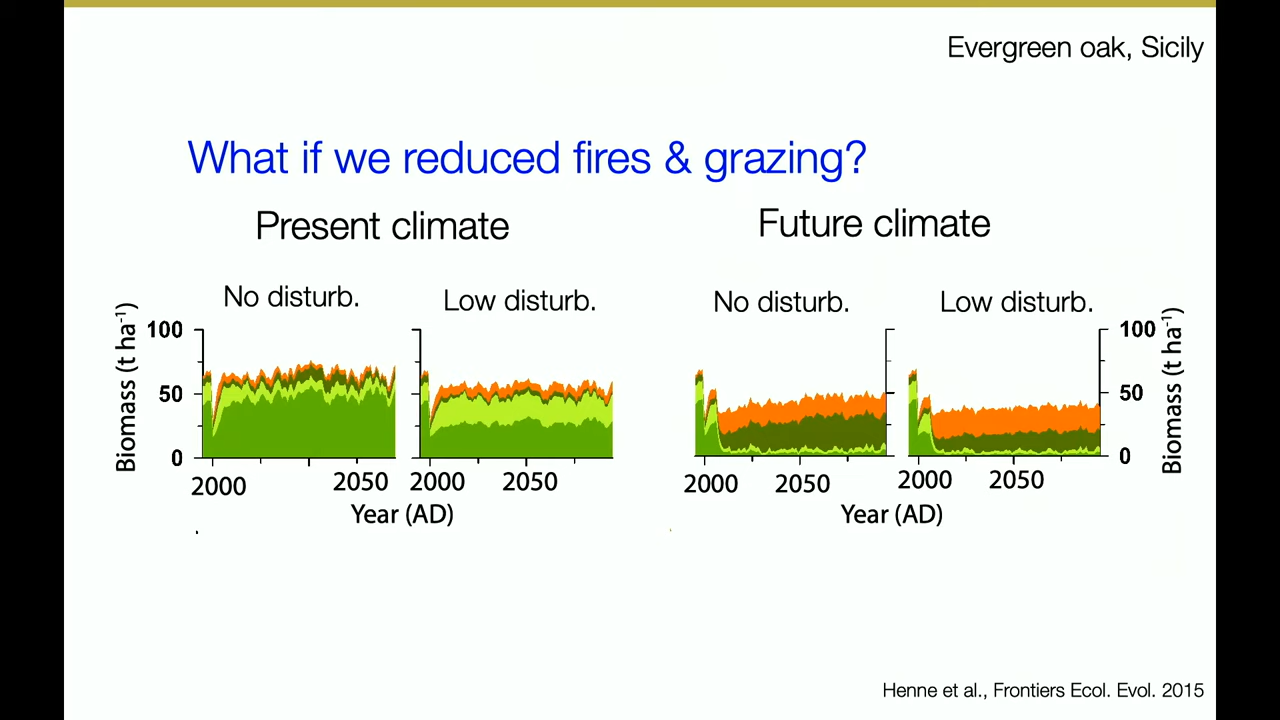 Evergreen oak, Sicily
What if we reduced fires & grazing?
Present climate
Future climate
No disturb.
Low disturb.
No disturb.
Low disturb.
Biomass (t ha⁻¹)
100
50
0
2000
2050
2000
2050
Year (AD)
2000
2050
2000
2050
Year (AD)
100
50
0
Biomass (t ha⁻¹)
Henne et al., Frontiers Ecol. Evol. 2015